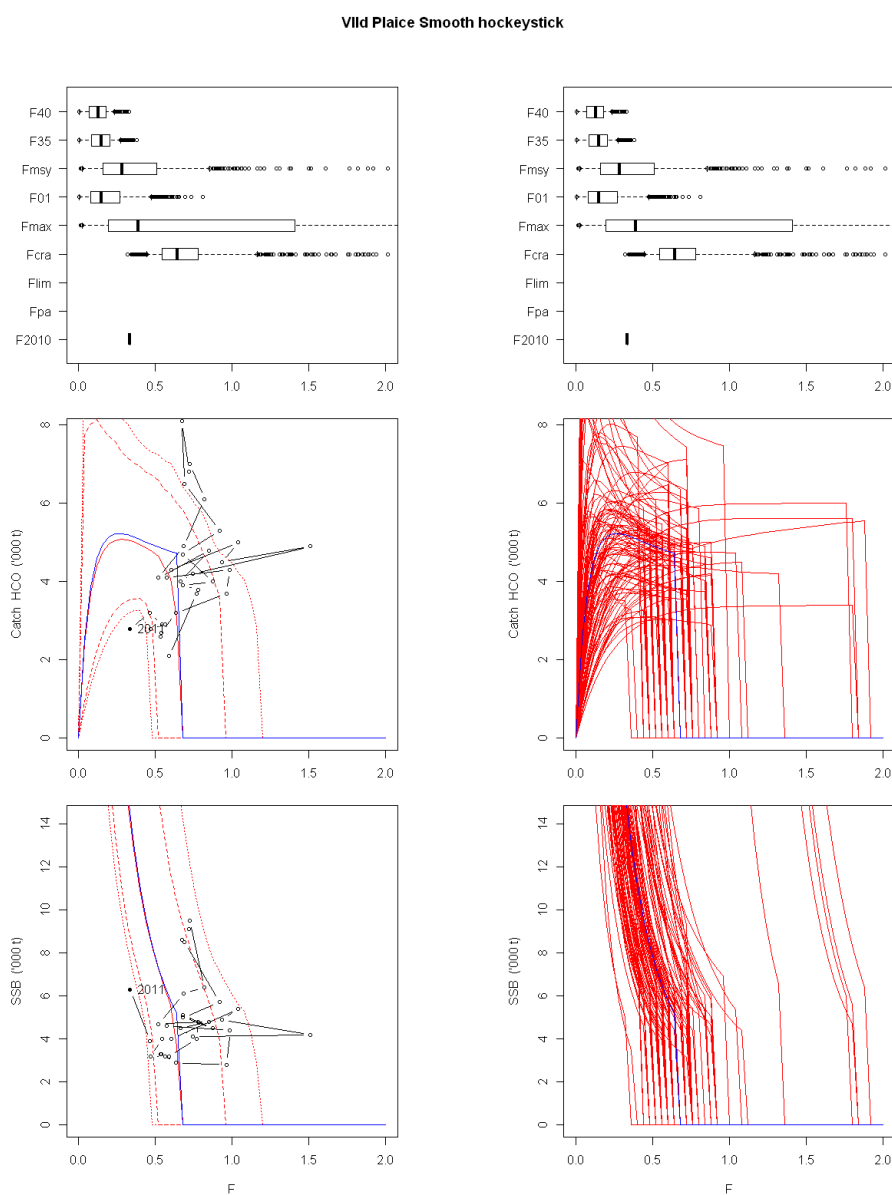 VIId Plaice Smooth hockeystick
F40
F35
Fmsy
F01
Fmax
Fcra
Flim
Fpa
F2010
0.0 0.5 1.0 1.5 2.0
F40
F35
Fmsy
F01
Fmax
Fcra
Flim
Fpa
F2010
0.0 0.5 1.0 1.5 2.0
Catch HCO ('000 t)
8
6
4
2
0
0.0 0.5 1.0 1.5 2.0
Catch HCO ('000 t)
8
6
4
2
0
0.0 0.5 1.0 1.5 2.0
SSB ('000 t)
14
12
10
8
6
4
2
0
2011
0.0 0.5 1.0 1.5 2.0
F
SSB ('000 t)
14
12
10
8
6
4
2
0
0.0 0.5 1.0 1.5 2.0
F